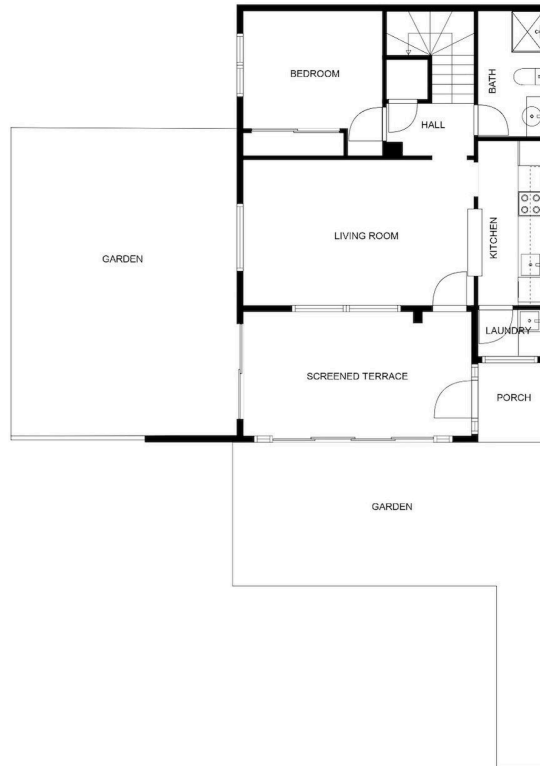 BEDROOM
BATH
HALL
LIVING ROOM
KITCHEN
GARDEN
LAUNDRY
SCREENED TERRACE
PORCH
GARDEN